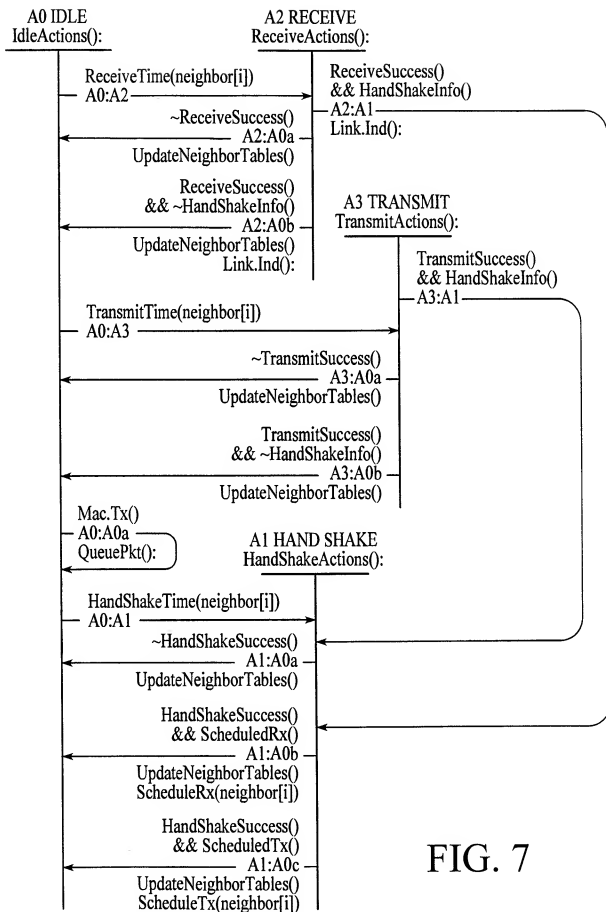 A0 IDLE
IdleActions():
A2 RECEIVE
ReceiveActions():
ReceiveTime(neighbor[i])
A0:A2
ReceiveSuccess()
&& HandShakeInfo()
A2:A1
Link.Ind():
~ReceiveSuccess()
A2:A0a
UpdateNeighborTables()
ReceiveSuccess()
&& ~HandShakeInfo()
A2:A0b
UpdateNeighborTables()
Link.Ind():
A3 TRANSMIT
TransmitActions():
TransmitSuccess()
&& HandShakeInfo()
A3:A1
TransmitTime(neighbor[i])
A0:A3
~TransmitSuccess()
A3:A0a
UpdateNeighborTables()
TransmitSuccess()
&& ~HandShakeInfo()
A3:A0b
UpdateNeighborTables()
Mac.Tx()
A0:A0a
QueuePkt():
A1 HAND SHAKE
HandShakeActions():
HandShakeTime(neighbor[i])
A0:A1
~HandShakeSuccess()
A1:A0a
UpdateNeighborTables()
HandShakeSuccess()
&& ScheduledRx()
A1:A0b
UpdateNeighborTables()
ScheduleRx(neighbor[i])
HandShakeSuccess()
&& ScheduledTx()
A1:A0c
UpdateNeighborTables()
ScheduleTx(neighbor[i])
FIG. 7